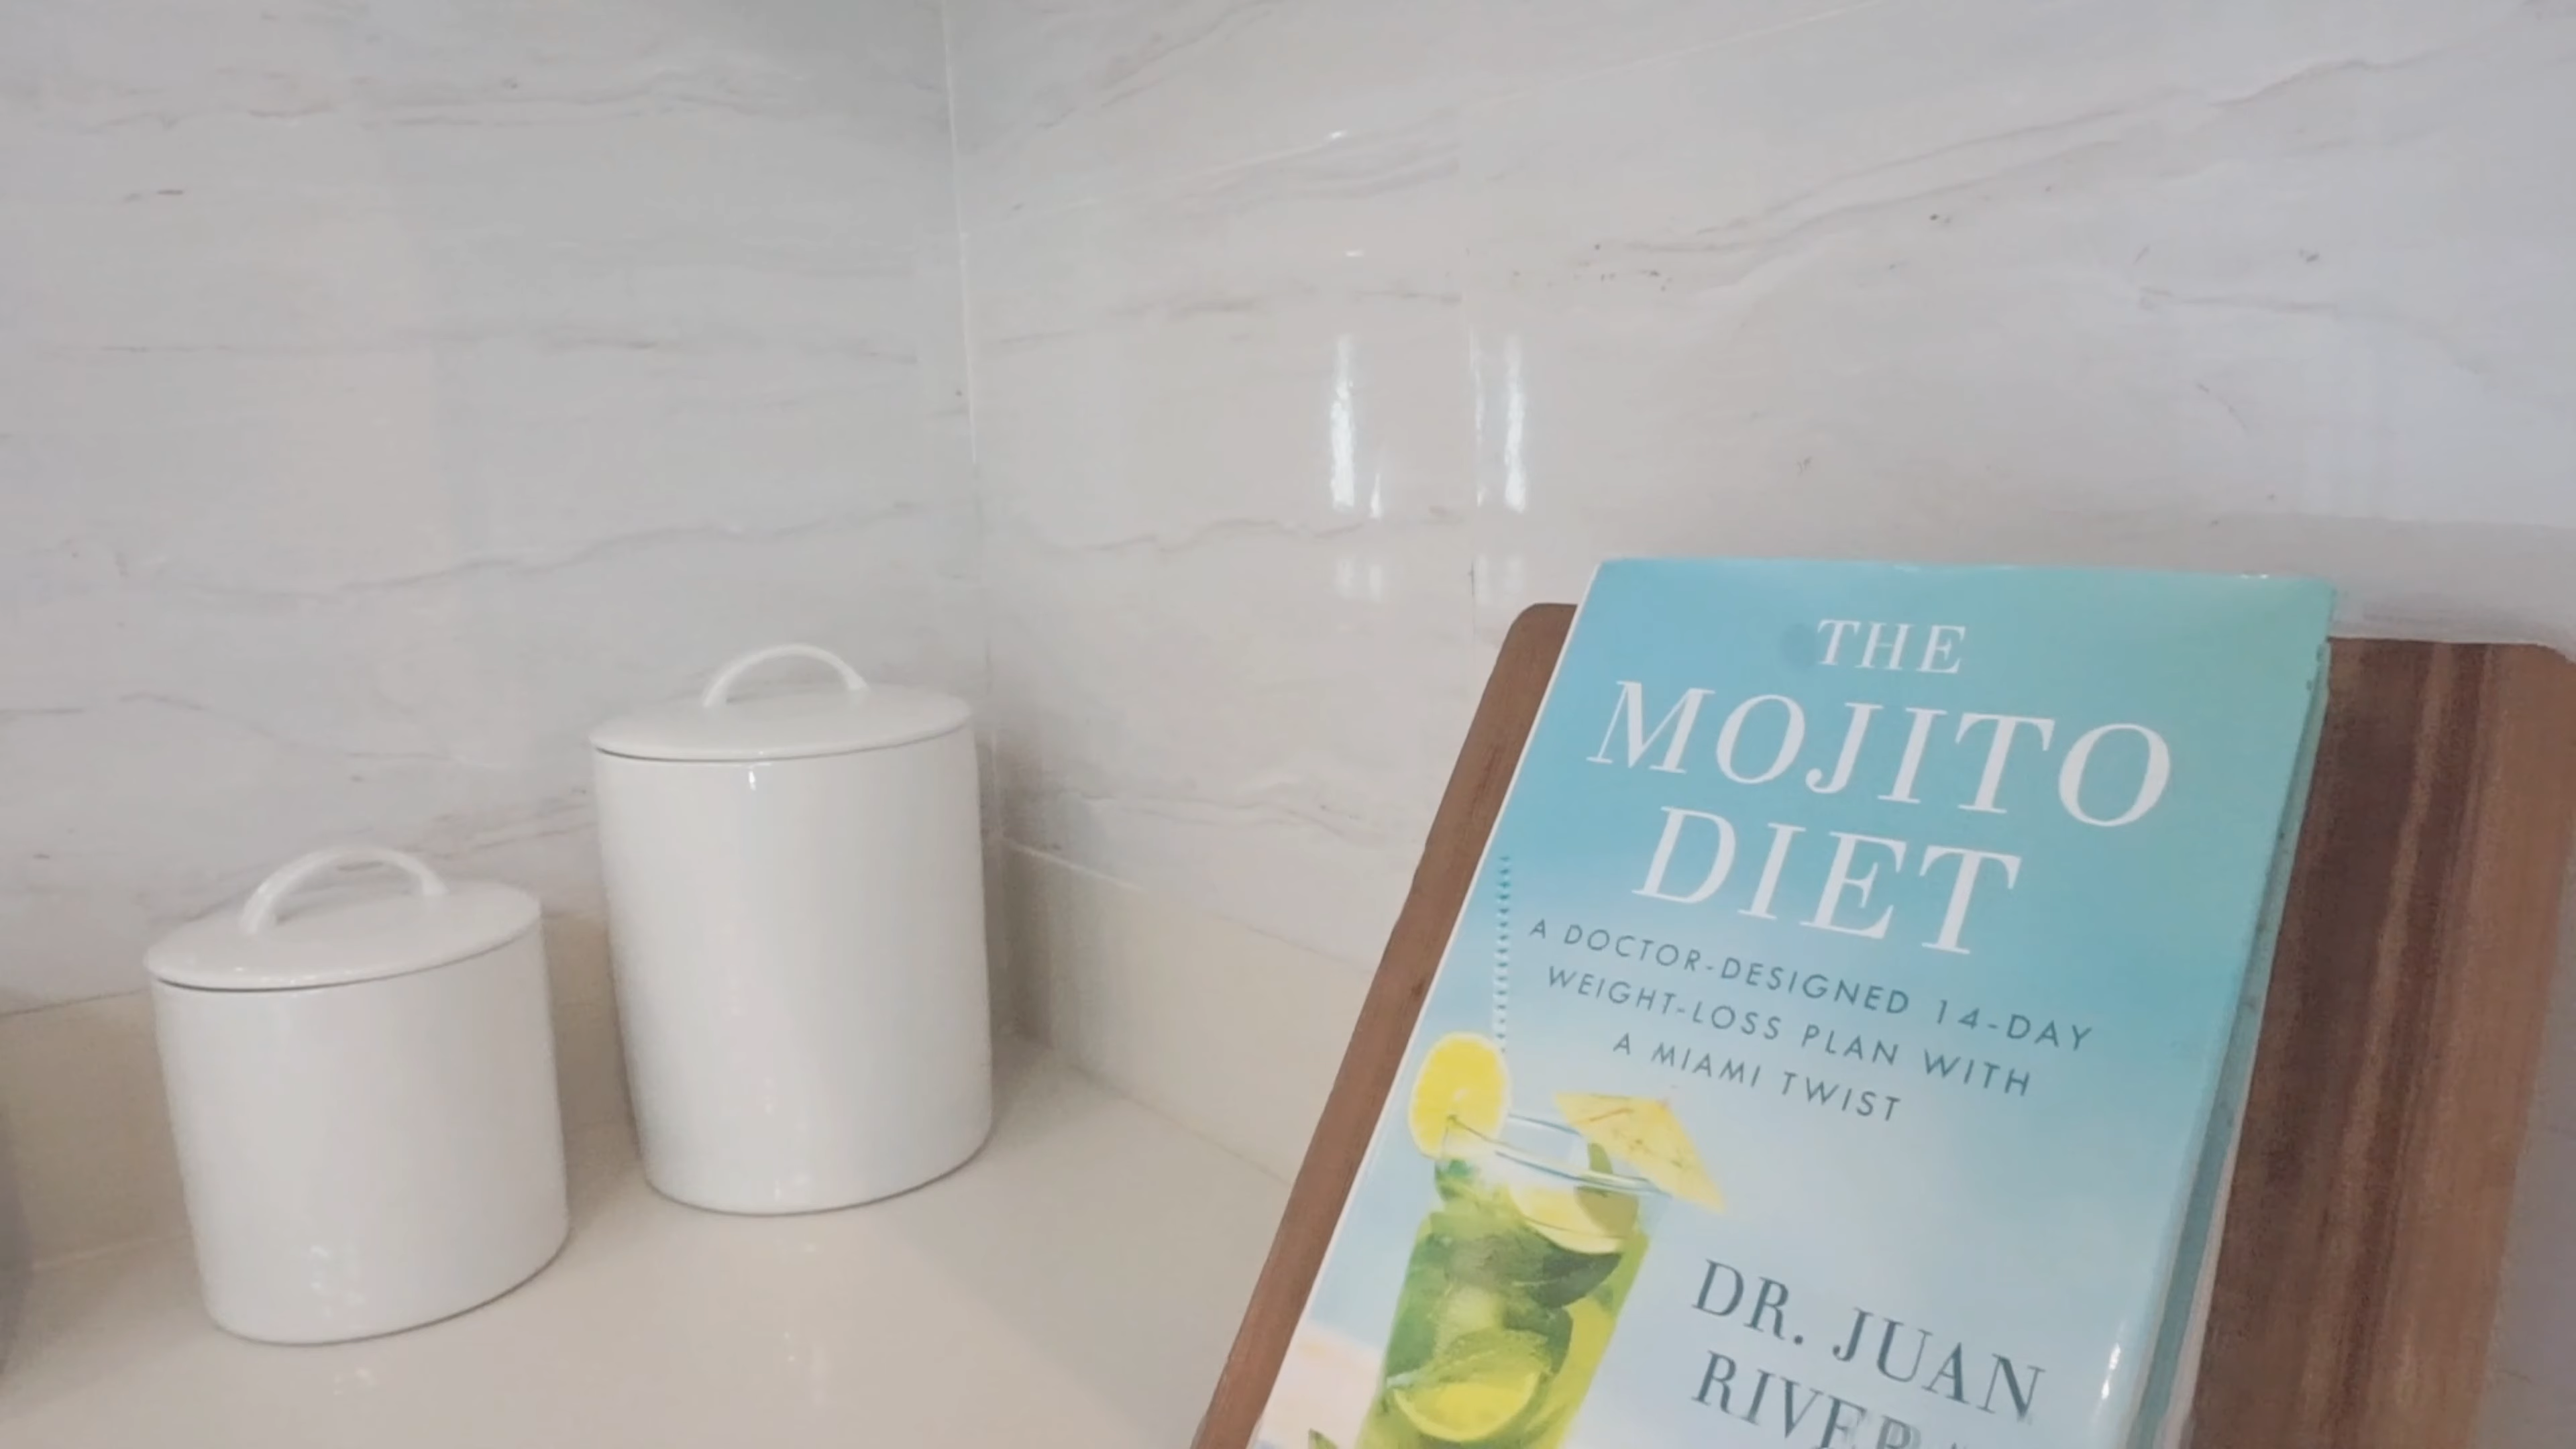 THE
MOJITO
DIET
A DOCTOR-DESIGNED 14-DAY
WEIGHT-LOSS PLAN WITH
A MIAMI TWIST
DR. JUAN